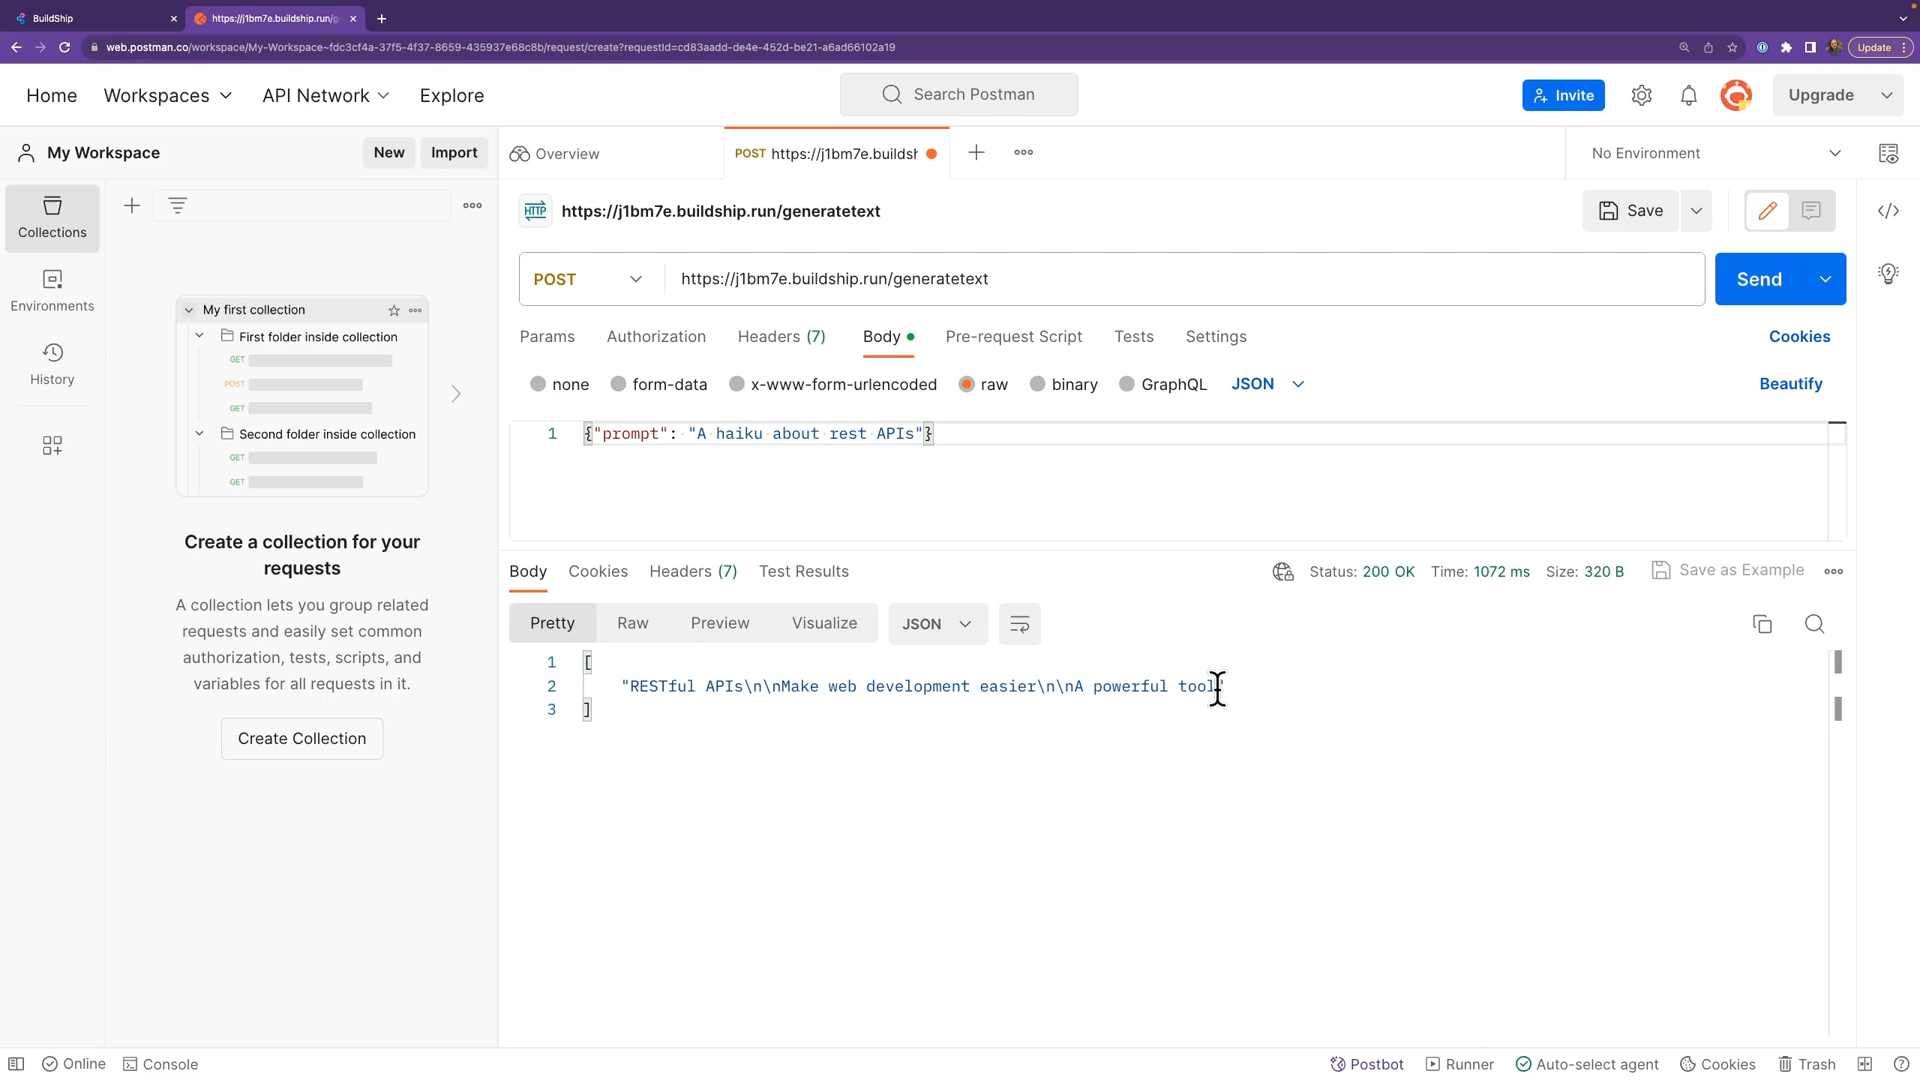 BuildShip
https://j1bm7e.buildship.run/g
web.postman.co/workspace/My-Workspace~fdc3cf4a-37f5-4f37-8659-435937e68c8b/request/create?requestId=cd83aadd-de4e-452d-be21-a6ad66102a19
Update
Home
Workspaces
API Network
Explore
Search Postman
Invite
Upgrade
My Workspace
New
Import
Overview
POST https://j1bm7e.buildsh
No Environment
Collections
Environments
History
My first collection
First folder inside collection
GET
POST
GET
Second folder inside collection
GET
GET
Create a collection for your
requests
A collection lets you group related
requests and easily set common
authorization, tests, scripts, and
variables for all requests in it.
Create Collection
HTTP
https://j1bm7e.buildship.run/generatetext
Save
POST
https://j1bm7e.buildship.run/generatetext
Send
Params
Authorization
Headers (7)
Body
Pre-request Script
Tests
Settings
Cookies
none
form-data
x-www-form-urlencoded
raw
binary
GraphQL
JSON
Beautify
1 {"prompt": "A haiku about rest APIs"}
Body
Cookies
Headers (7)
Test Results
Status: 200 OK
Time: 1072 ms
Size: 320 B
Save as Example
Pretty
Raw
Preview
Visualize
JSON
1 [
2 "RESTful APIs\n\nMake web development easier\n\nA powerful tool"
3 ]
Online
Console
Postbot
Runner
Auto-select agent
Cookies
Trash